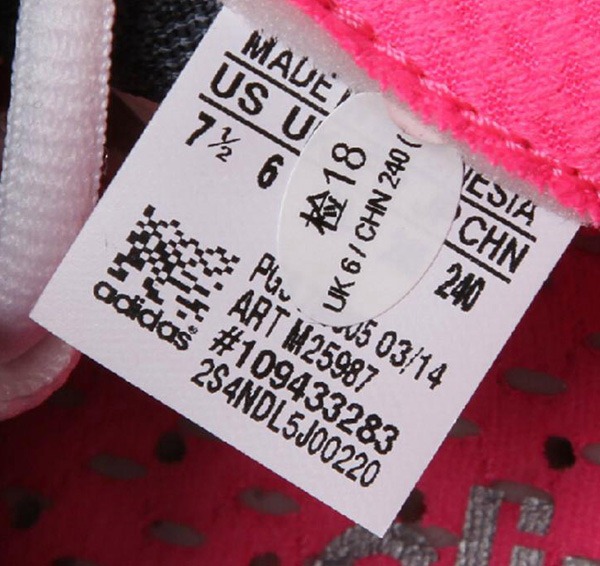 MADE
ESIA
US U CHN
7½ 6 240
检18
UK 6 / CHN 240 (
adidas®
05 03/14
ART M25987
#109433283
2S4NDL5J00220